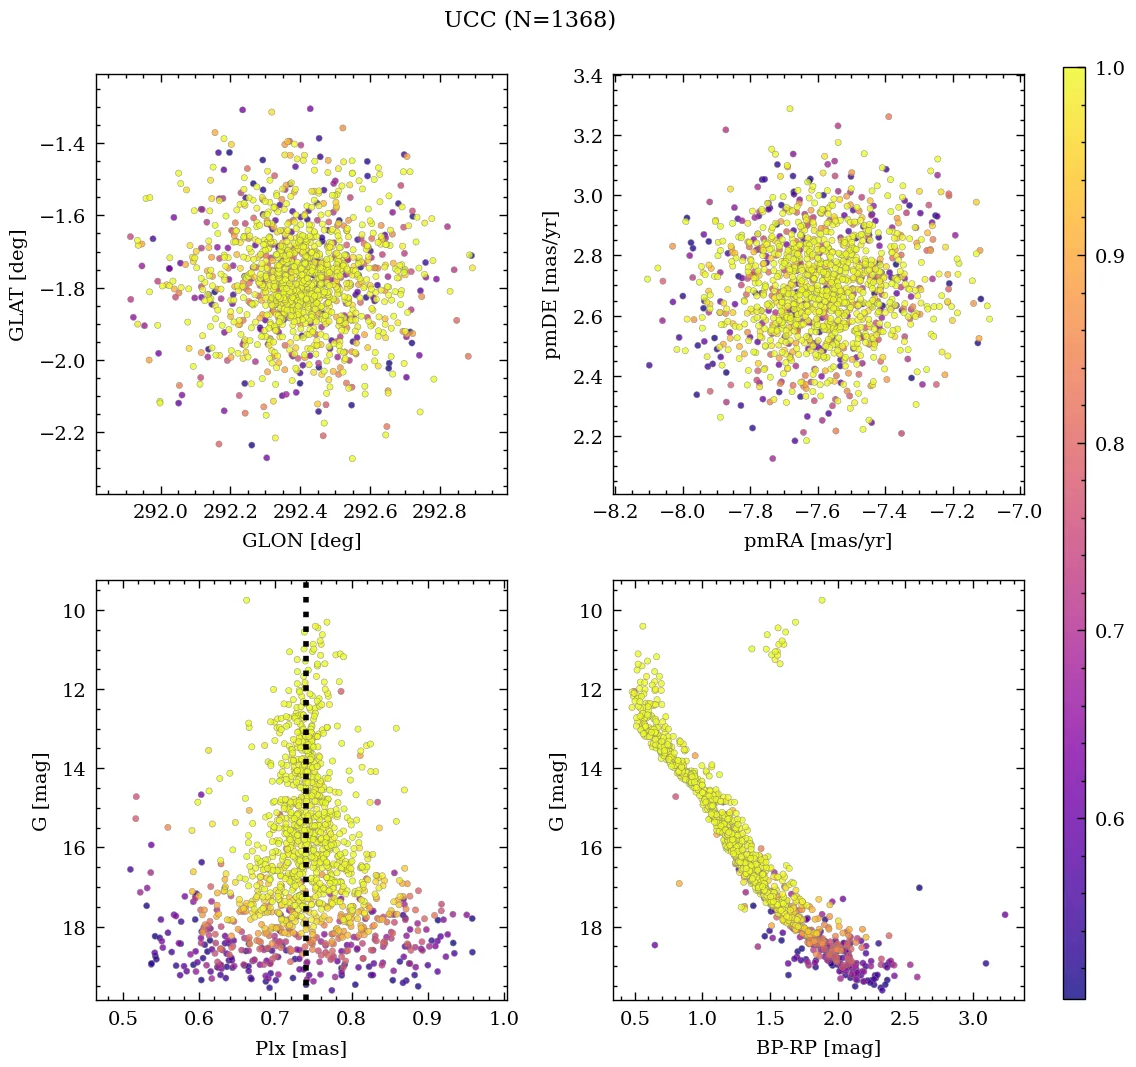 UCC (N=1368)
−1.4
−1.6
−1.8
−2.0
−2.2
GLAT [deg]
292.0 292.2 292.4 292.6 292.8
GLON [deg]
3.4
3.2
3.0
2.8
2.6
2.4
2.2
pmDE [mas/yr]
−8.2 −8.0 −7.8 −7.6 −7.4 −7.2 −7.0
pmRA [mas/yr]
1.0
0.9
0.8
0.7
0.6
10
12
14
16
18
G [mag]
0.5 0.6 0.7 0.8 0.9 1.0
Plx [mas]
10
12
14
16
18
G [mag]
0.5 1.0 1.5 2.0 2.5 3.0
BP-RP [mag]